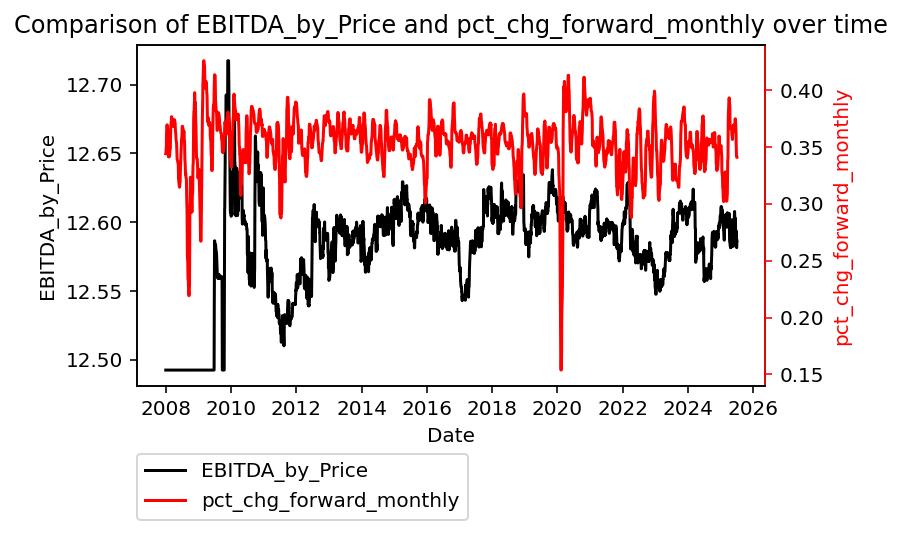 Comparison of EBITDA_by_Price and pct_chg_forward_monthly over time
EBITDA_by_Price
12.70
12.65
12.60
12.55
12.50
0.40
0.35
0.30
0.25
0.20
0.15
pct_chg_forward_monthly
2008 2010 2012 2014 2016 2018 2020 2022 2024 2026
Date
EBITDA_by_Price
pct_chg_forward_monthly